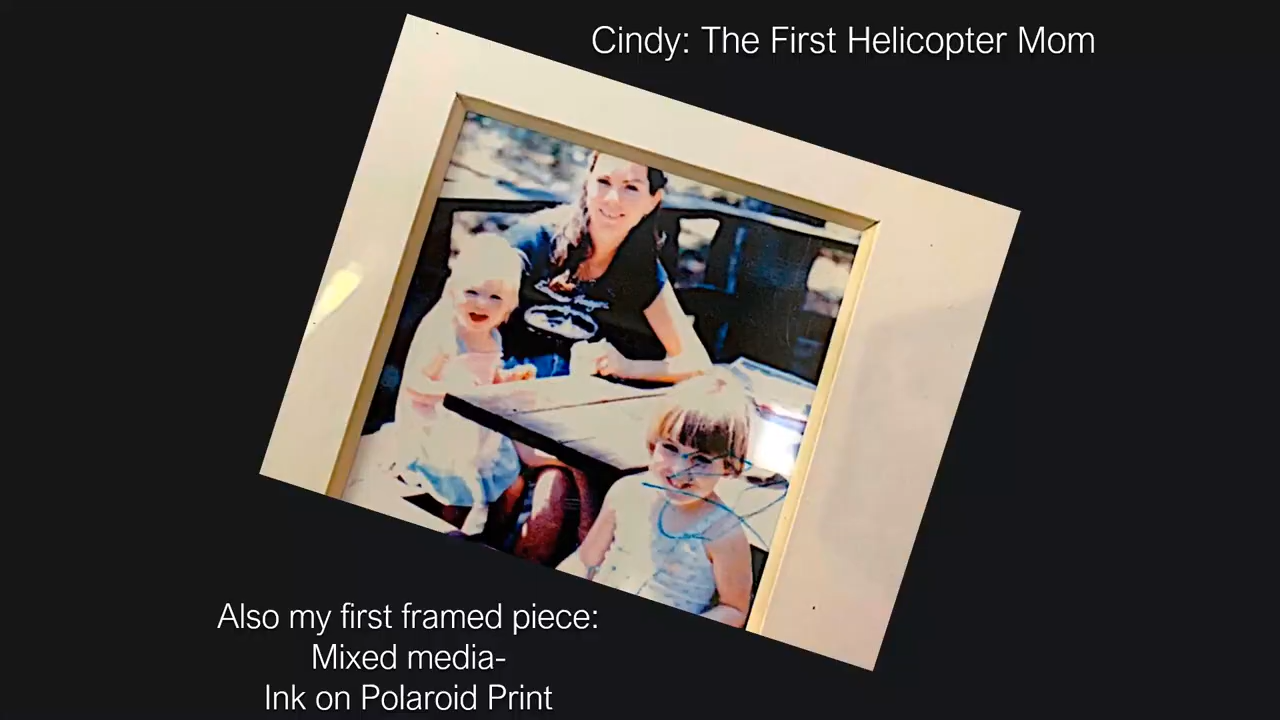 Cindy: The First Helicopter Mom
Also my first framed piece:
Mixed media-
Ink on Polaroid Print